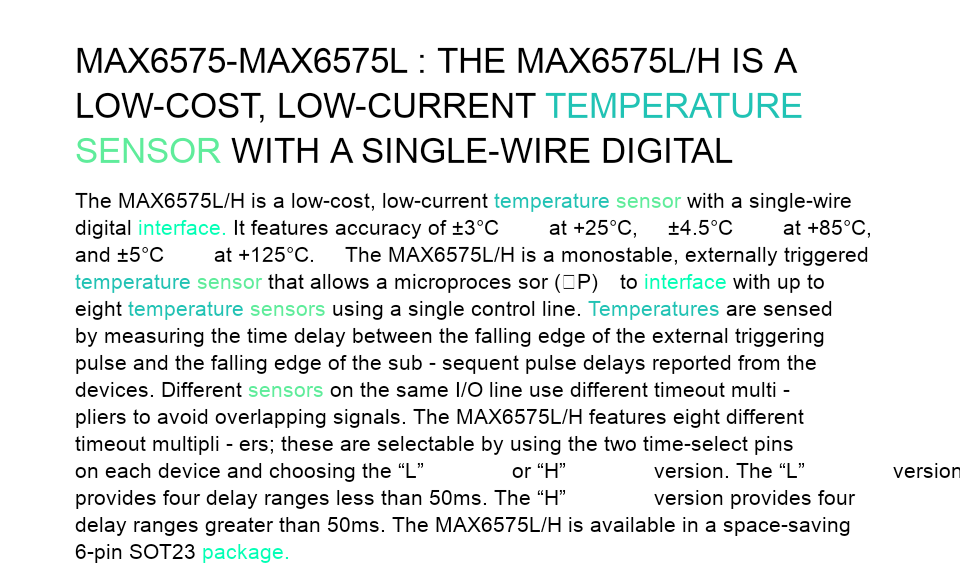 MAX6575-MAX6575L : THE MAX6575L/H IS A
LOW-COST, LOW-CURRENT TEMPERATURE
SENSOR WITH A SINGLE-WIRE DIGITAL
The MAX6575L/H is a low-cost, low-current temperature sensor with a single-wire
digital interface. It features accuracy of ±3°C at +25°C, ±4.5°C at +85°C,
and ±5°C at +125°C. The MAX6575L/H is a monostable, externally triggered
temperature sensor that allows a microproces sor (□P) to interface with up to
eight temperature sensors using a single control line. Temperatures are sensed
by measuring the time delay between the falling edge of the external triggering
pulse and the falling edge of the sub - sequent pulse delays reported from the
devices. Different sensors on the same I/O line use different timeout multi -
pliers to avoid overlapping signals. The MAX6575L/H features eight different
timeout multipli - ers; these are selectable by using the two time-select pins
on each device and choosing the “L” or “H” version. The “L” version
provides four delay ranges less than 50ms. The “H” version provides four
delay ranges greater than 50ms. The MAX6575L/H is available in a space-saving
6-pin SOT23 package.